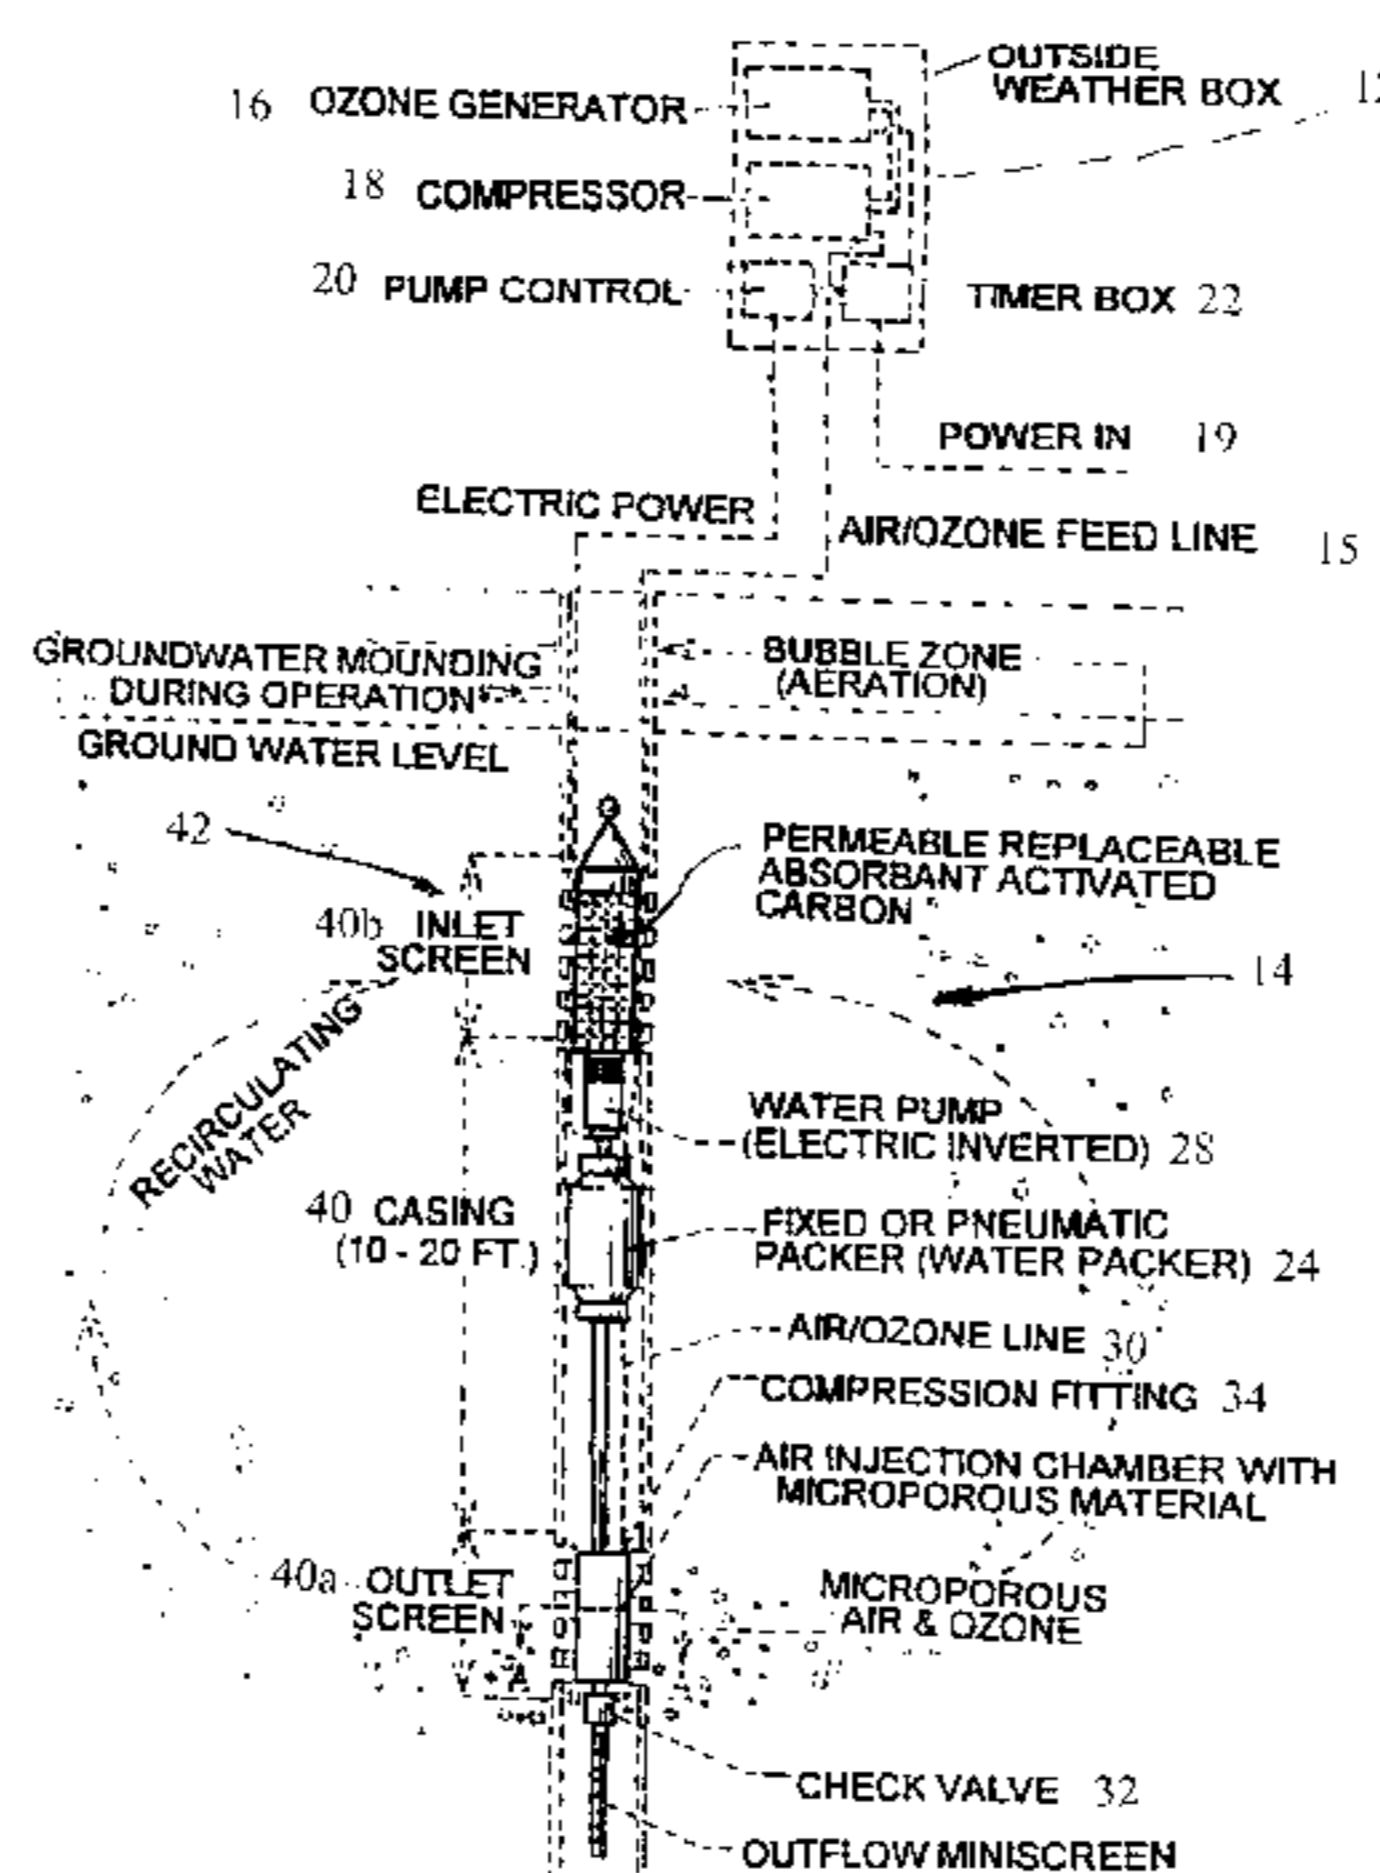 OUTSIDE
WEATHER BOX
16 OZONE GENERATOR
18 COMPRESSOR
20 PUMP CONTROL
TIMER BOX 22
POWER IN 19
ELECTRIC POWER
AIR/OZONE FEED LINE 15
GROUNDWATER MOUNDING
DURING OPERATION
BUBBLE ZONE
(AERATION)
GROUND WATER LEVEL
42
PERMEABLE REPLACEABLE
ABSORBANT ACTIVATED
CARBON
40b INLET
SCREEN
14
RECIRCULATING
WATER
WATER PUMP
(ELECTRIC INVERTED) 28
40 CASING
(10 - 20 FT.)
FIXED OR PNEUMATIC
PACKER (WATER PACKER) 24
AIR/OZONE LINE 30
COMPRESSION FITTING 34
AIR INJECTION CHAMBER WITH
MICROPOROUS MATERIAL
40a OUTLET
SCREEN
MICROPOROUS
AIR & OZONE
CHECK VALVE 32
OUTFLOW MINISCREEN